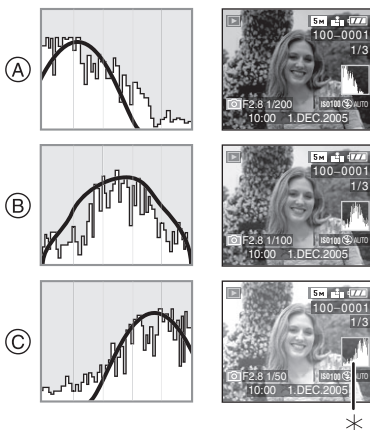 A
5M
100-0001
1/3
F2.8 1/200 ISO100 AUTO
10:00 1.DEC.2005
B
5M
100-0001
1/3
F2.8 1/100 ISO100 AUTO
10:00 1.DEC.2005
C
5M
100-0001
1/3
F2.8 1/50 ISO100 AUTO
10:00 1.DEC.2005